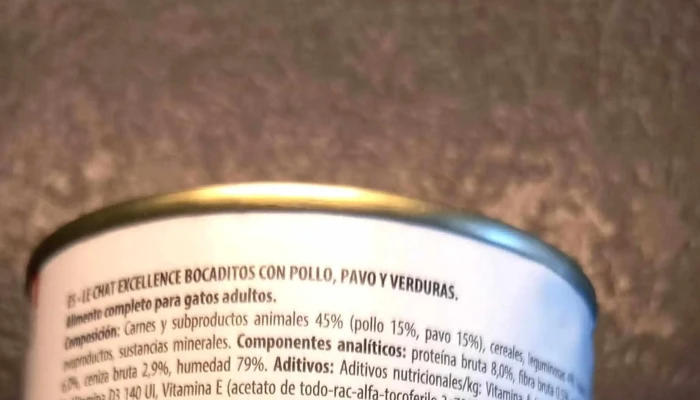 ES - LE CHAT EXCELLENCE BOCADITOS CON POLLO, PAVO Y VERDURAS.
Alimento completo para gatos adultos.
Composición: Carnes y subproductos animales 45% (pollo 15%, pavo 15%), cereales,
sustancias minerales. Componentes analíticos: proteína bruta 8,0%, fibra bruta
ceniza bruta 2,9%, humedad 79%. Aditivos: Aditivos nutricionales/kg: Vitamina
D3 140 UI, Vitamina E (acetato de todo-rac-alfa-tocoferilo